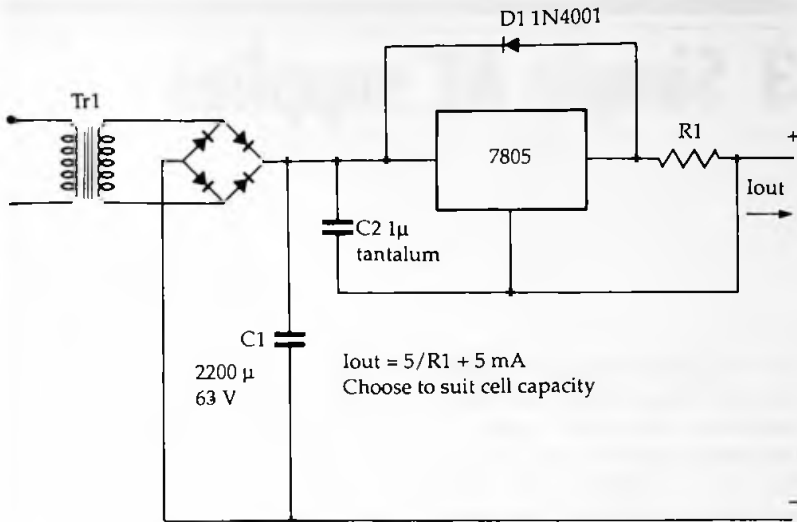 D1 1N4001
Tr1
7805
R1
+
Iout
C2 1μ
tantalum
C1
2200 μ
63 V
Iout = 5/R1 + 5 mA
Choose to suit cell capacity
−